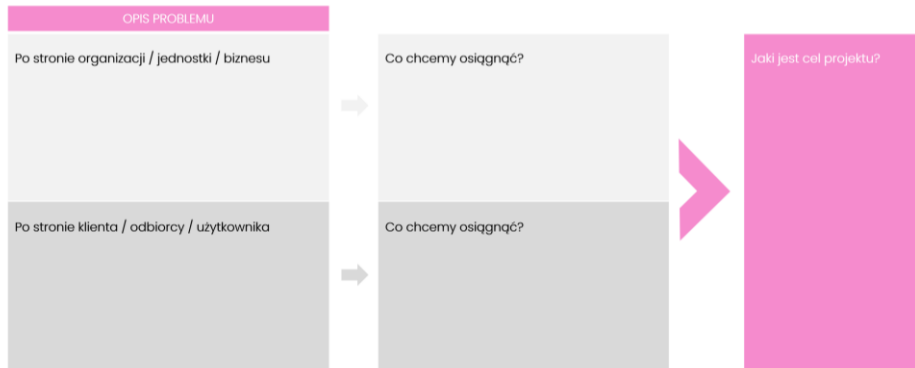 OPIS PROBLEMU
Po stronie organizacji / jednostki / biznesu
Co chcemy osiągnąć?
Jaki jest cel projektu?
Po stronie klienta / odbiorcy / użytkownika
Co chcemy osiągnąć?